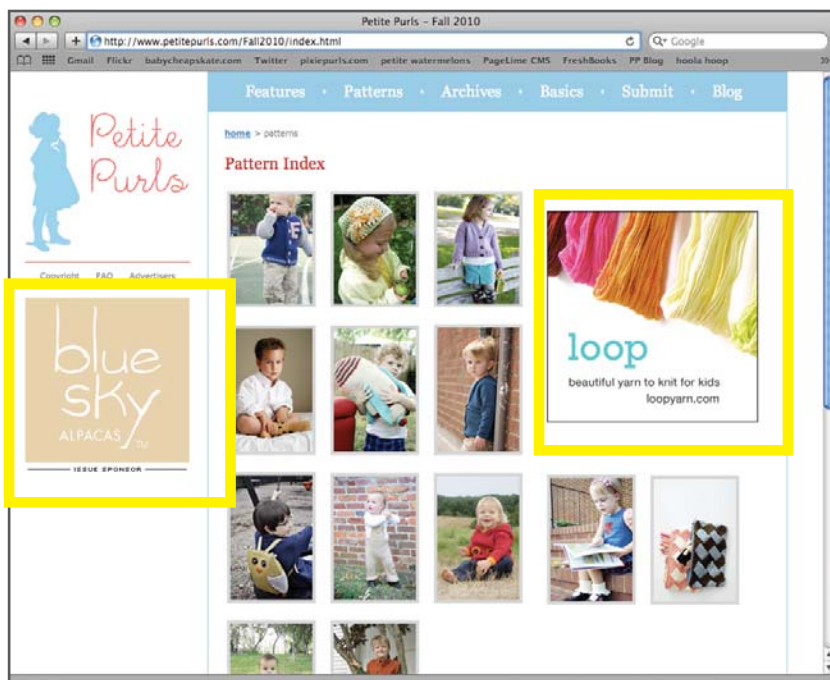 Petite Purls – Fall 2010
http://www.petitepurls.com/Fall2010/index.html
Google
Gmail Flickr babycheapskate.com Twitter pixiepurls.com petite watermelons PageLime CMS FreshBooks PP Blog hoola hoop
Features • Patterns • Archives • Basics • Submit • Blog
Petite
Purls
home > patterns
Pattern Index
Copyright FAQ Advertisers
blue
sky
ALPACAS TM
ISSUE SPONSOR
loop
beautiful yarn to knit for kids
loopyarn.com